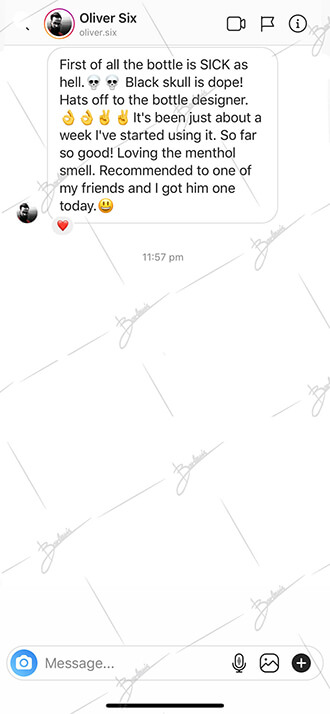 Oliver Six
oliver.six
First of all the bottle is SICK as
hell.💀💀 Black skull is dope!
Hats off to the bottle designer.
👌👌✌✌It's been just about a
week I've started using it. So far
so good! Loving the menthol
smell. Recommended to one of
my friends and I got him one
today.😃
11:57 pm
Message...